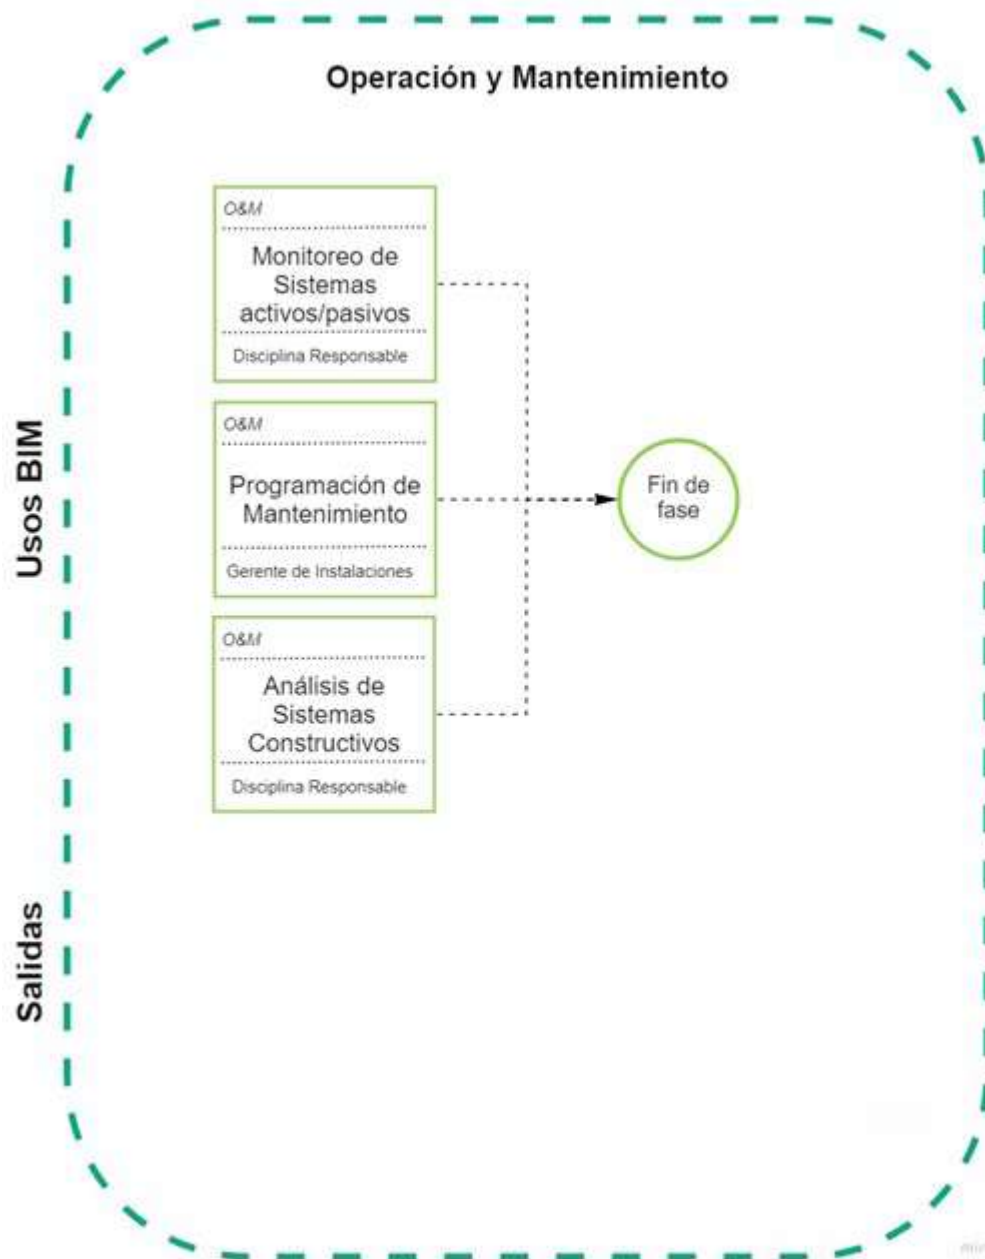 Operación y Mantenimiento
Usos BIM
O&M
Monitoreo de
Sistemas
activos/pasivos
Disciplina Responsable
O&M
Programación de
Mantenimiento
Gerente de Instalaciones
O&M
Análisis de
Sistemas
Constructivos
Disciplina Responsable
Fin de
fase
Salidas